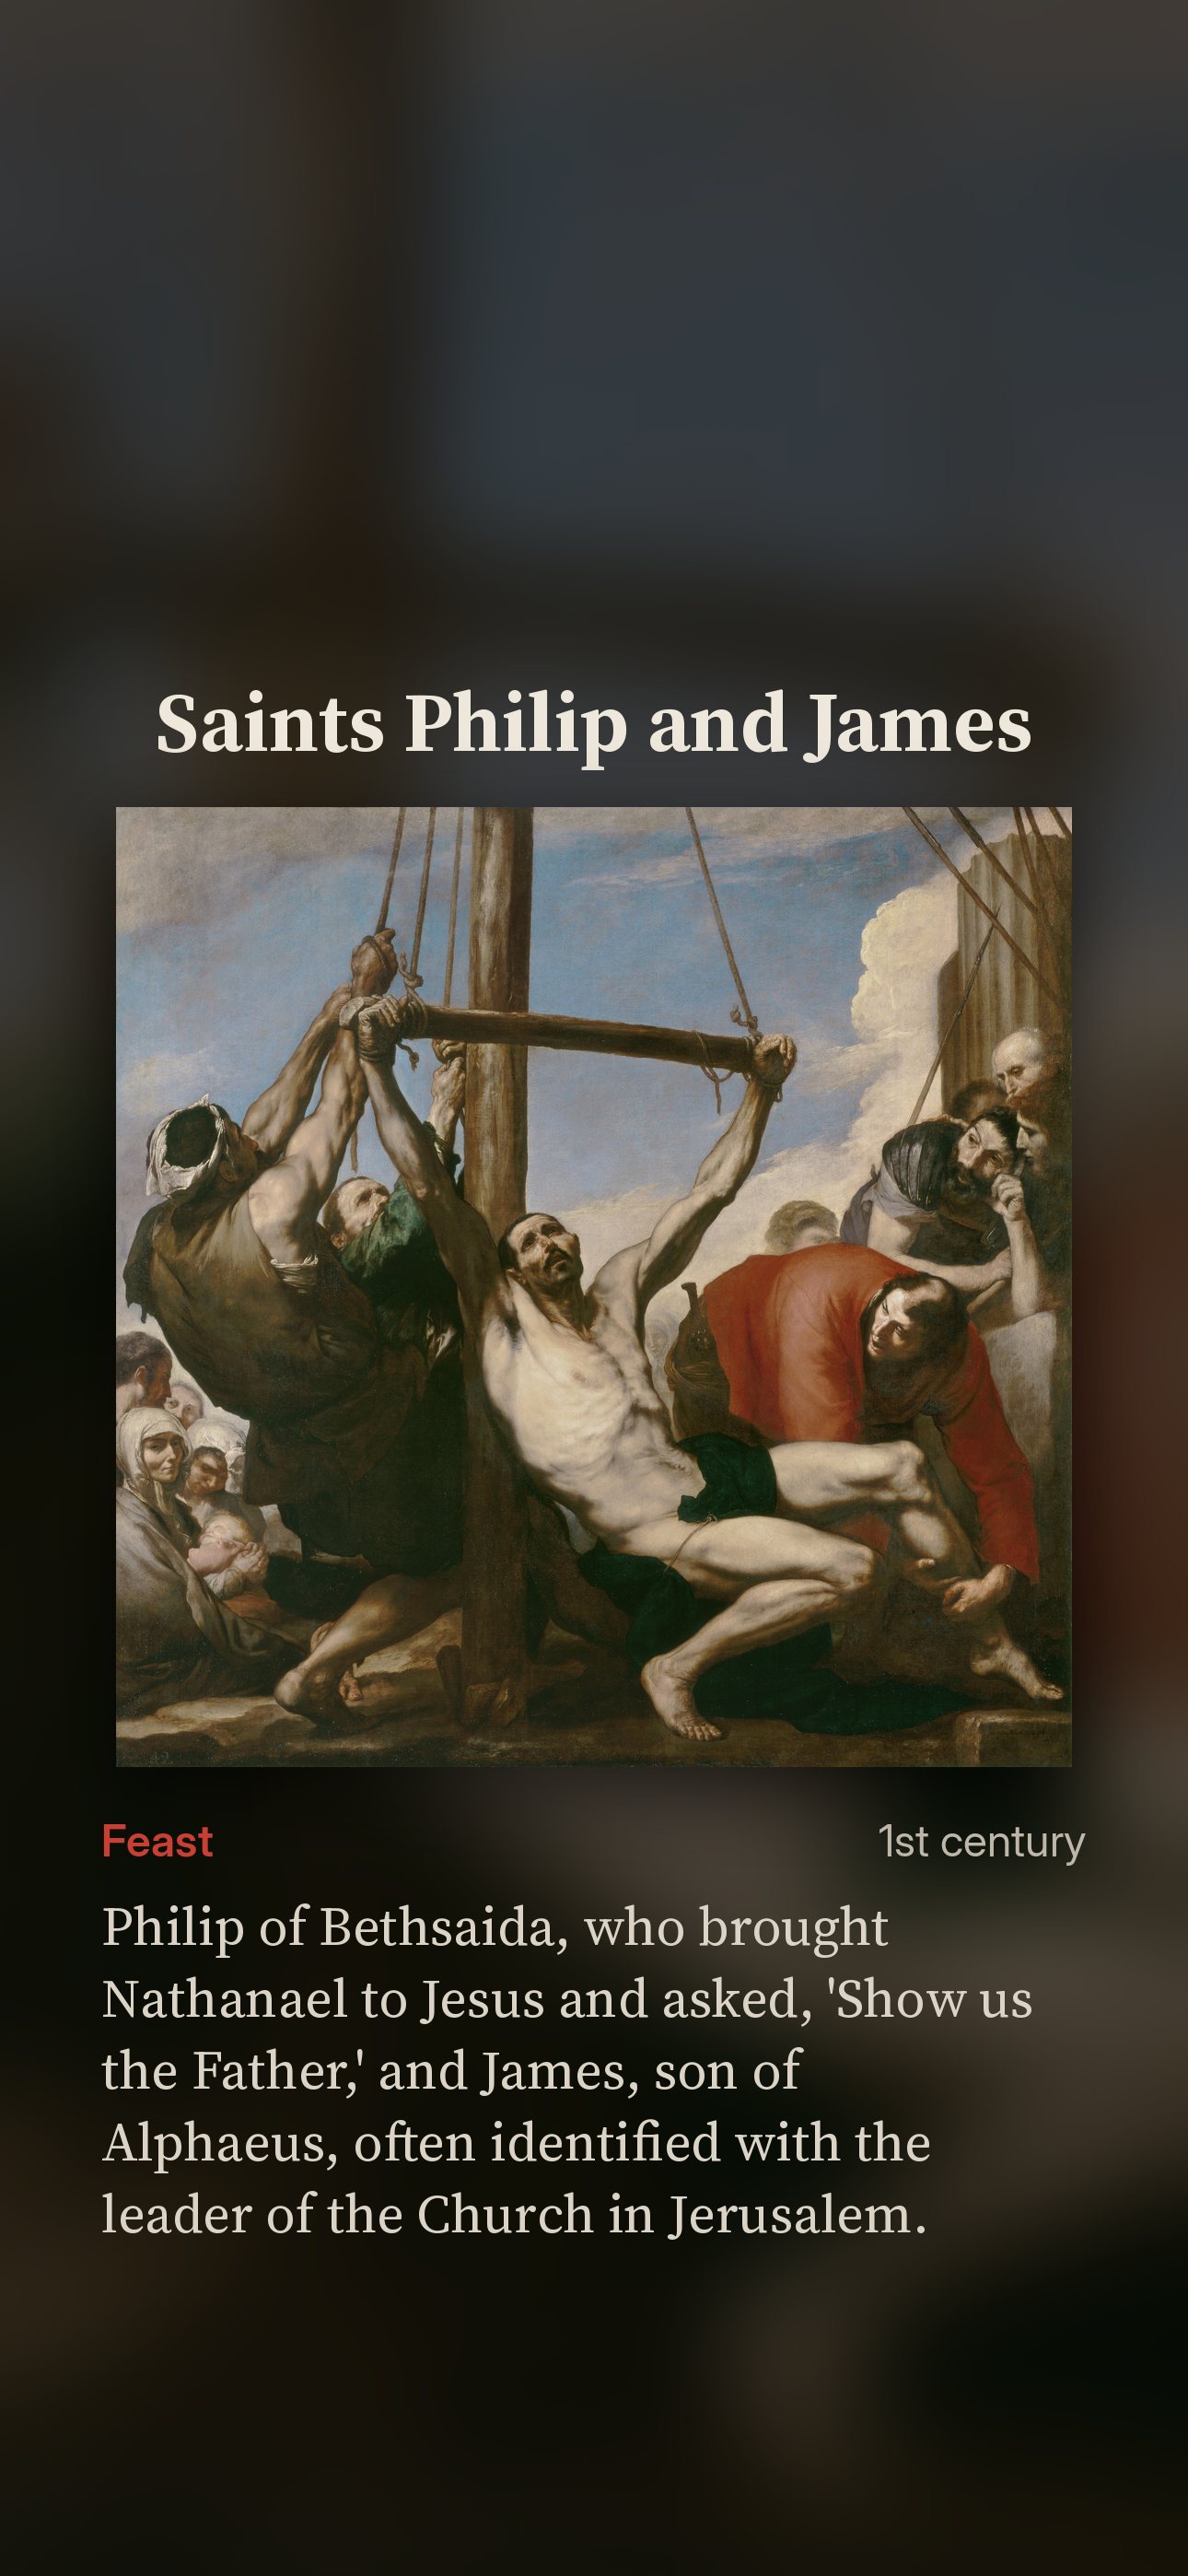 Saints Philip and James
Feast
1st century
Philip of Bethsaida, who brought
Nathanael to Jesus and asked, 'Show us
the Father,' and James, son of
Alphaeus, often identified with the
leader of the Church in Jerusalem.